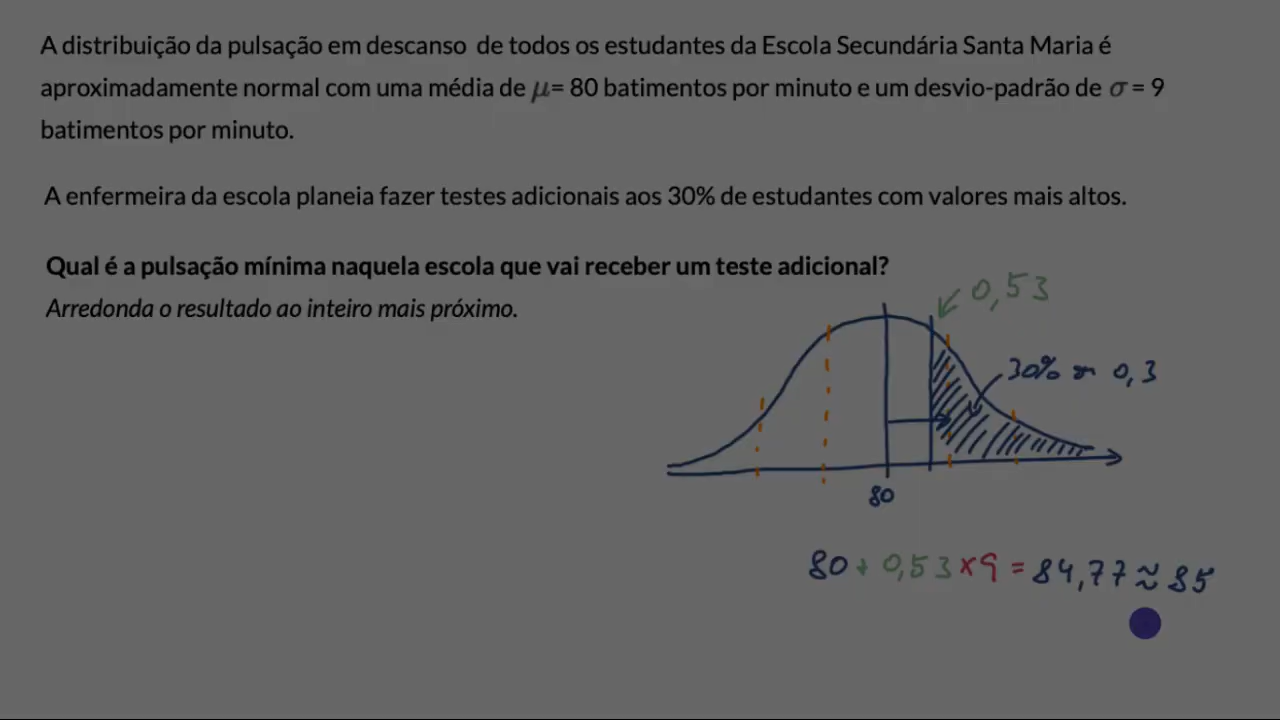 A distribuição da pulsação em descanso de todos os estudantes da Escola Secundária Santa Maria é
aproximadamente normal com uma média de μ= 80 batimentos por minuto e um desvio-padrão de σ = 9
batimentos por minuto.
A enfermeira da escola planeia fazer testes adicionais aos 30% de estudantes com valores mais altos.
Qual é a pulsação mínima naquela escola que vai receber um teste adicional?
Arredonda o resultado ao inteiro mais próximo.
0,53
30% 0,3
80
80 + 0,53 ×9 = 84,77 ≈ 85